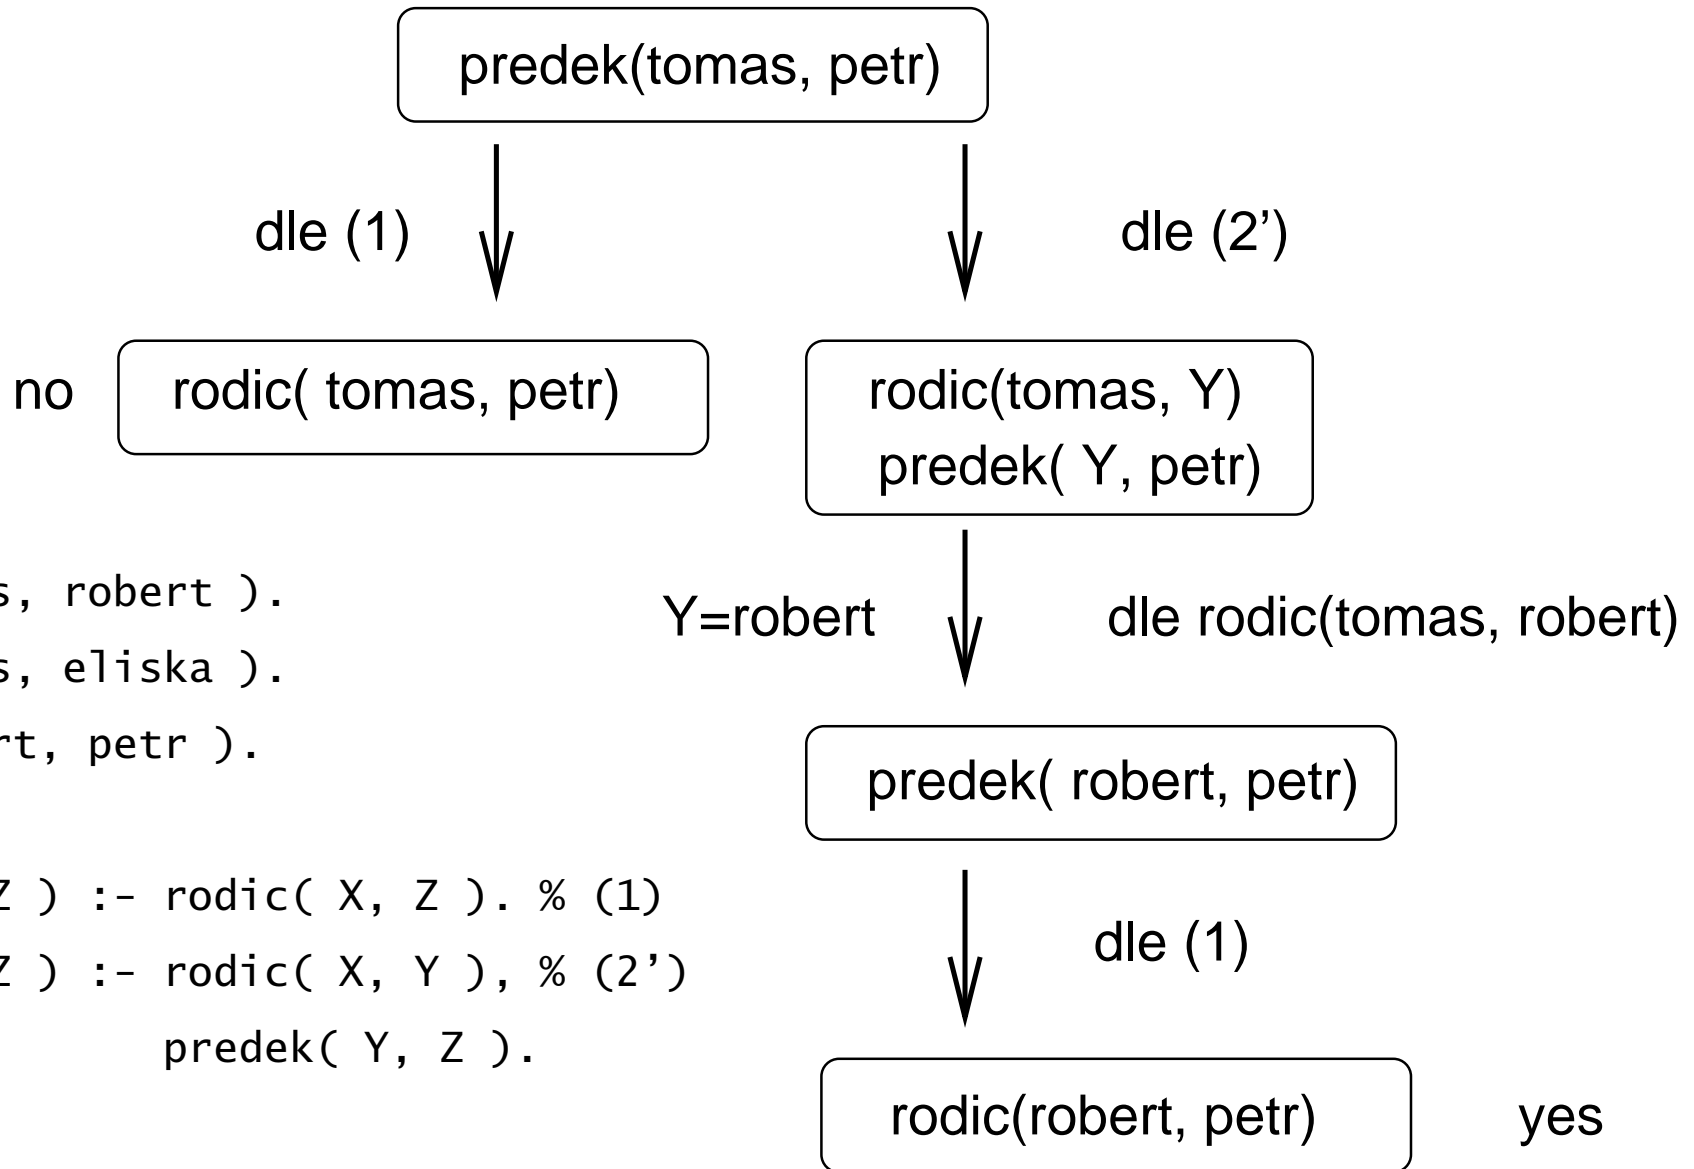 predek(tomas, petr)
dle (1)
dle (2’)
no
rodic( tomas, petr)
rodic(tomas, Y)
predek( Y, petr)
s, robert ).
s, eliska ).
rt, petr ).
Y=robert
dle rodic(tomas, robert)
predek( robert, petr)
Z ) :- rodic( X, Z ). % (1)
Z ) :- rodic( X, Y ), % (2’)
predek( Y, Z ).
dle (1)
rodic(robert, petr)
yes